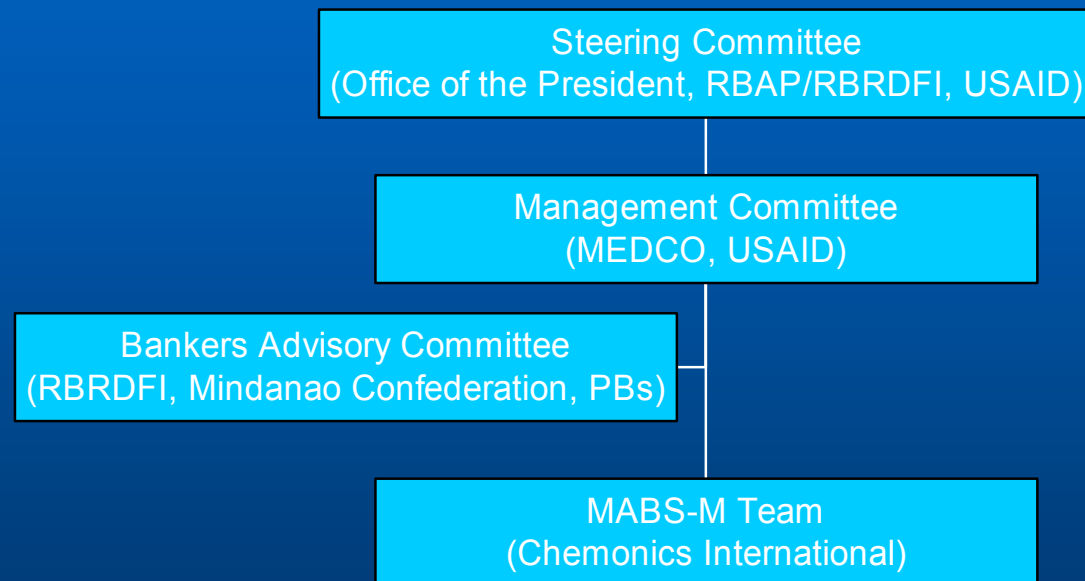 Steering Committee
(Office of the President, RBAP/RBRDFI, USAID)
Management Committee
(MEDCO, USAID)
Bankers Advisory Committee
(RBRDFI, Mindanao Confederation, PBs)
MABS-M Team
(Chemonics International)